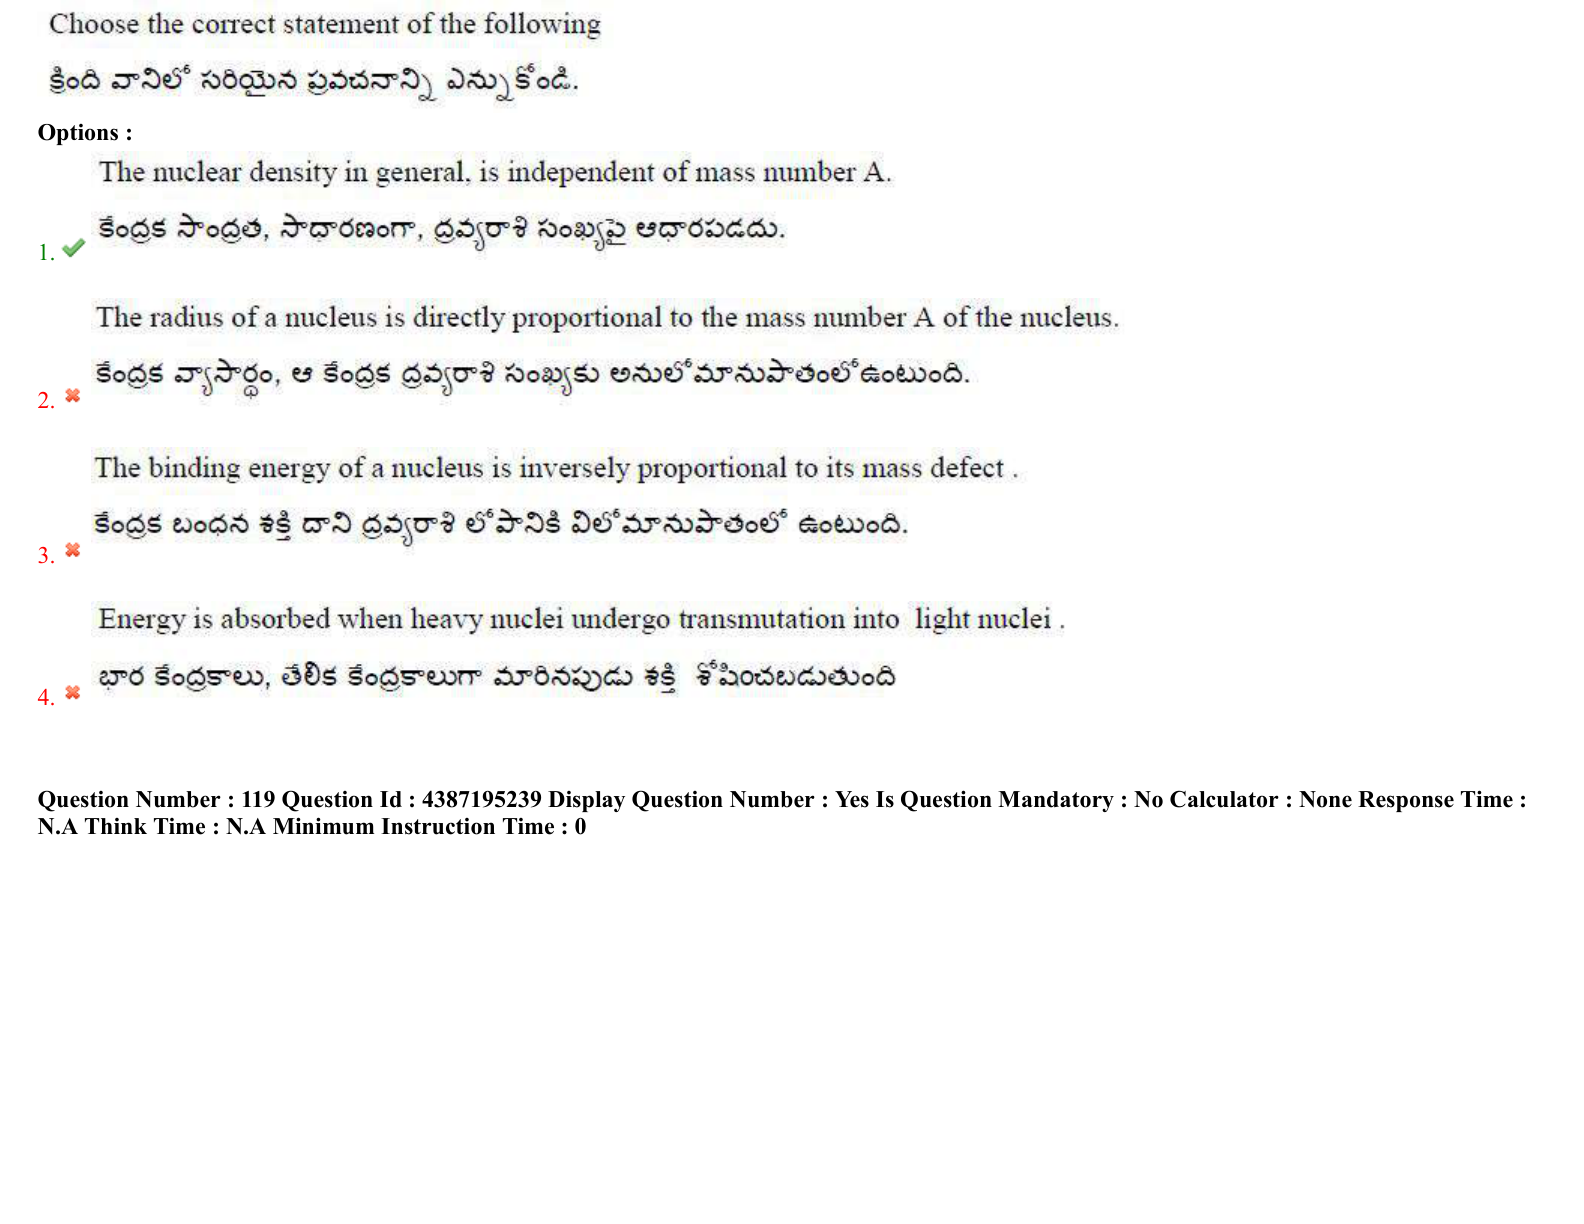 Choose the correct statement of the following
క్రింది వానిలో సరియైన ప్రవచనాన్ని ఎన్నుకోండి.
Options :
The nuclear density in general, is independent of mass number A.
కేంద్రక సాంద్రత, సాధారణంగా, ద్రవ్యరాశి సంఖ్యపై ఆధారపడదు.
1.
The radius of a nucleus is directly proportional to the mass number A of the nucleus.
కేంద్రక వ్యాసార్థం, ఆ కేంద్రక ద్రవ్యరాశి సంఖ్యకు అనులోమానుపాతంలోఉంటుంది.
2.
The binding energy of a nucleus is inversely proportional to its mass defect .
కేంద్రక బంధన శక్తి దాని ద్రవ్యరాశి లోపానికి విలోమానుపాతంలో ఉంటుంది.
3.
Energy is absorbed when heavy nuclei undergo transmutation into light nuclei .
భార కేంద్రకాలు, తేలిక కేంద్రకాలుగా మారినపుడు శక్తి శోషించబడుతుంది
4.
Question Number : 119 Question Id : 4387195239 Display Question Number : Yes Is Question Mandatory : No Calculator : None Response Time :
N.A Think Time : N.A Minimum Instruction Time : 0